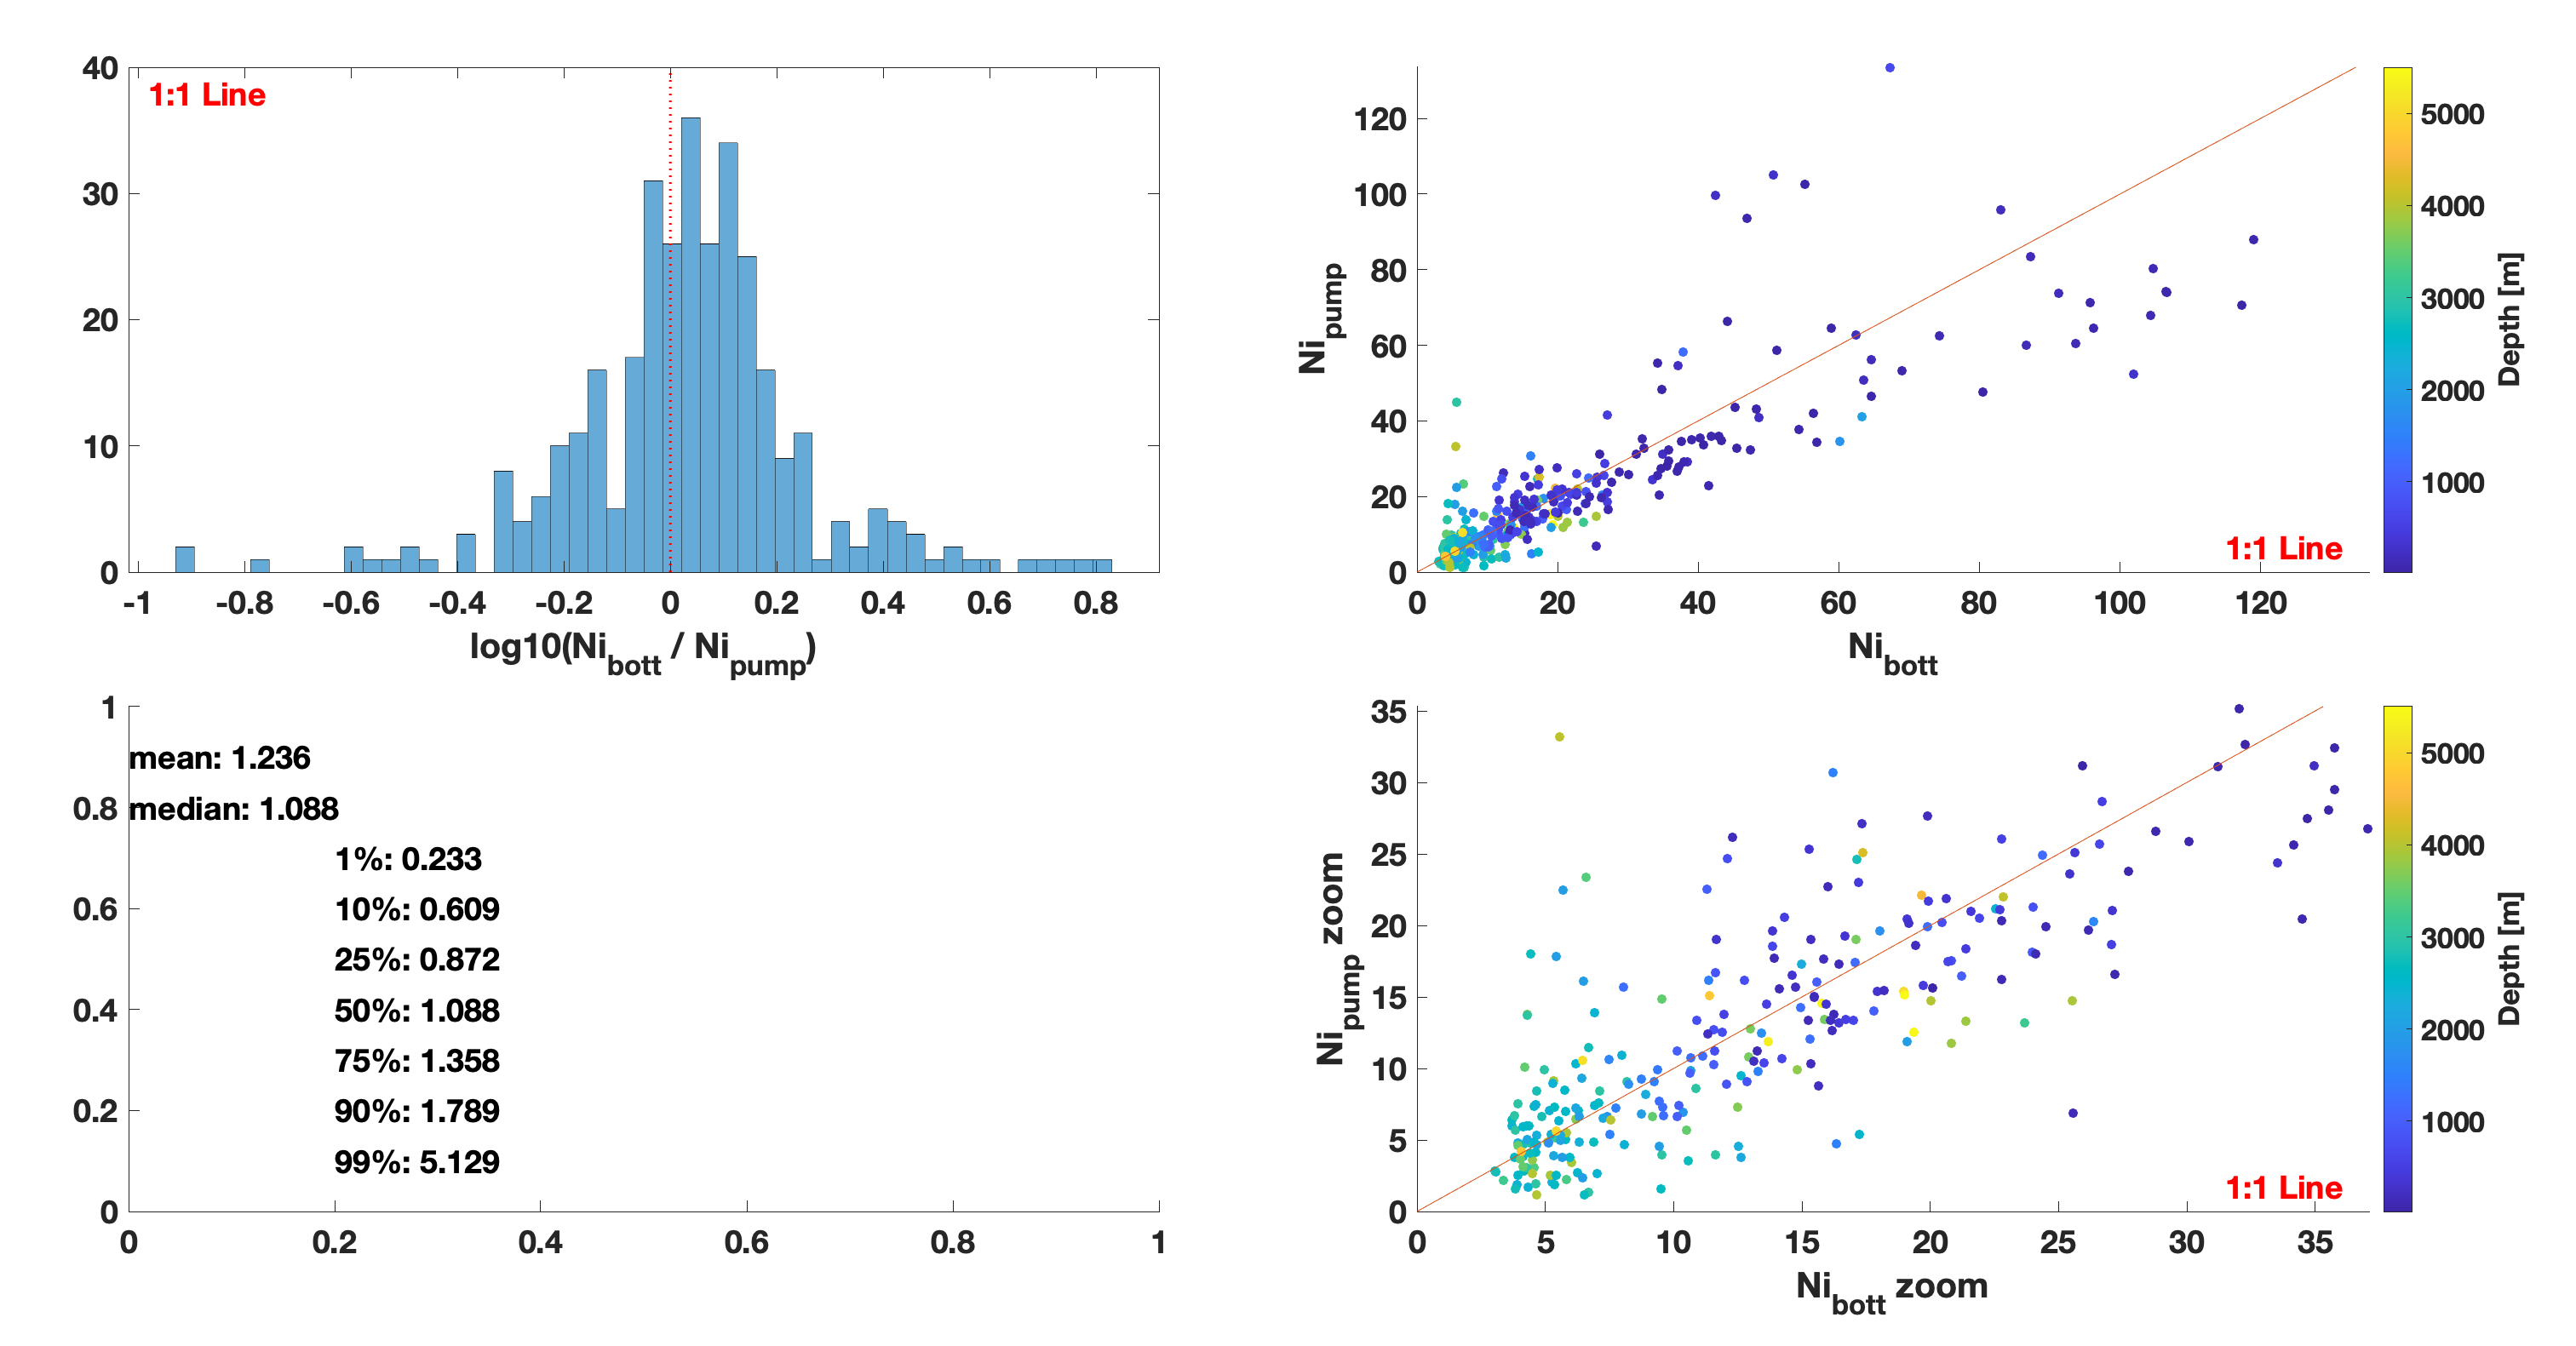 40
30
20
10
0
1:1 Line
-1 -0.8 -0.6 -0.4 -0.2 0 0.2 0.4 0.6 0.8
log10(Ni_bott / Ni_pump)
120
100
80
60
40
20
0
Ni_pump
1:1 Line
0 20 40 60 80 100 120
Ni_bott
5000
4000
3000
2000
1000
Depth [m]
1
0.8
0.6
0.4
0.2
0
mean: 1.236
median: 1.088
1%: 0.233
10%: 0.609
25%: 0.872
50%: 1.088
75%: 1.358
90%: 1.789
99%: 5.129
0 0.2 0.4 0.6 0.8 1
35
30
25
20
15
10
5
0
Ni_pump zoom
1:1 Line
0 5 10 15 20 25 30 35
Ni_bott zoom
5000
4000
3000
2000
1000
Depth [m]